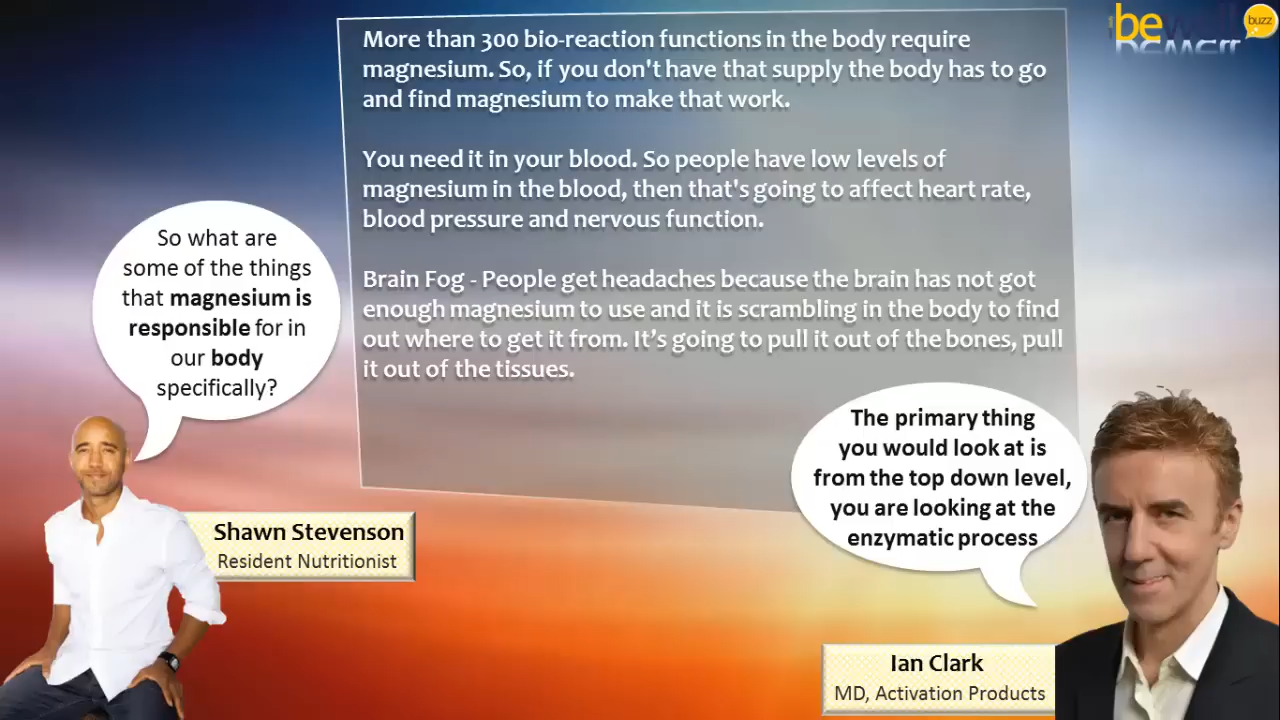 bewell
buzz
More than 300 bio-reaction functions in the body require
magnesium. So, if you don't have that supply the body has to go
and find magnesium to make that work.
You need it in your blood. So people have low levels of
magnesium in the blood, then that's going to affect heart rate,
blood pressure and nervous function.
Brain Fog - People get headaches because the brain has not got
enough magnesium to use and it is scrambling in the body to find
out where to get it from. It’s going to pull it out of the bones, pull
it out of the tissues.
So what are
some of the things
that magnesium is
responsible for in
our body
specifically?
The primary thing
you would look at is
from the top down level,
you are looking at the
enzymatic process
Shawn Stevenson
Resident Nutritionist
Ian Clark
MD, Activation Products